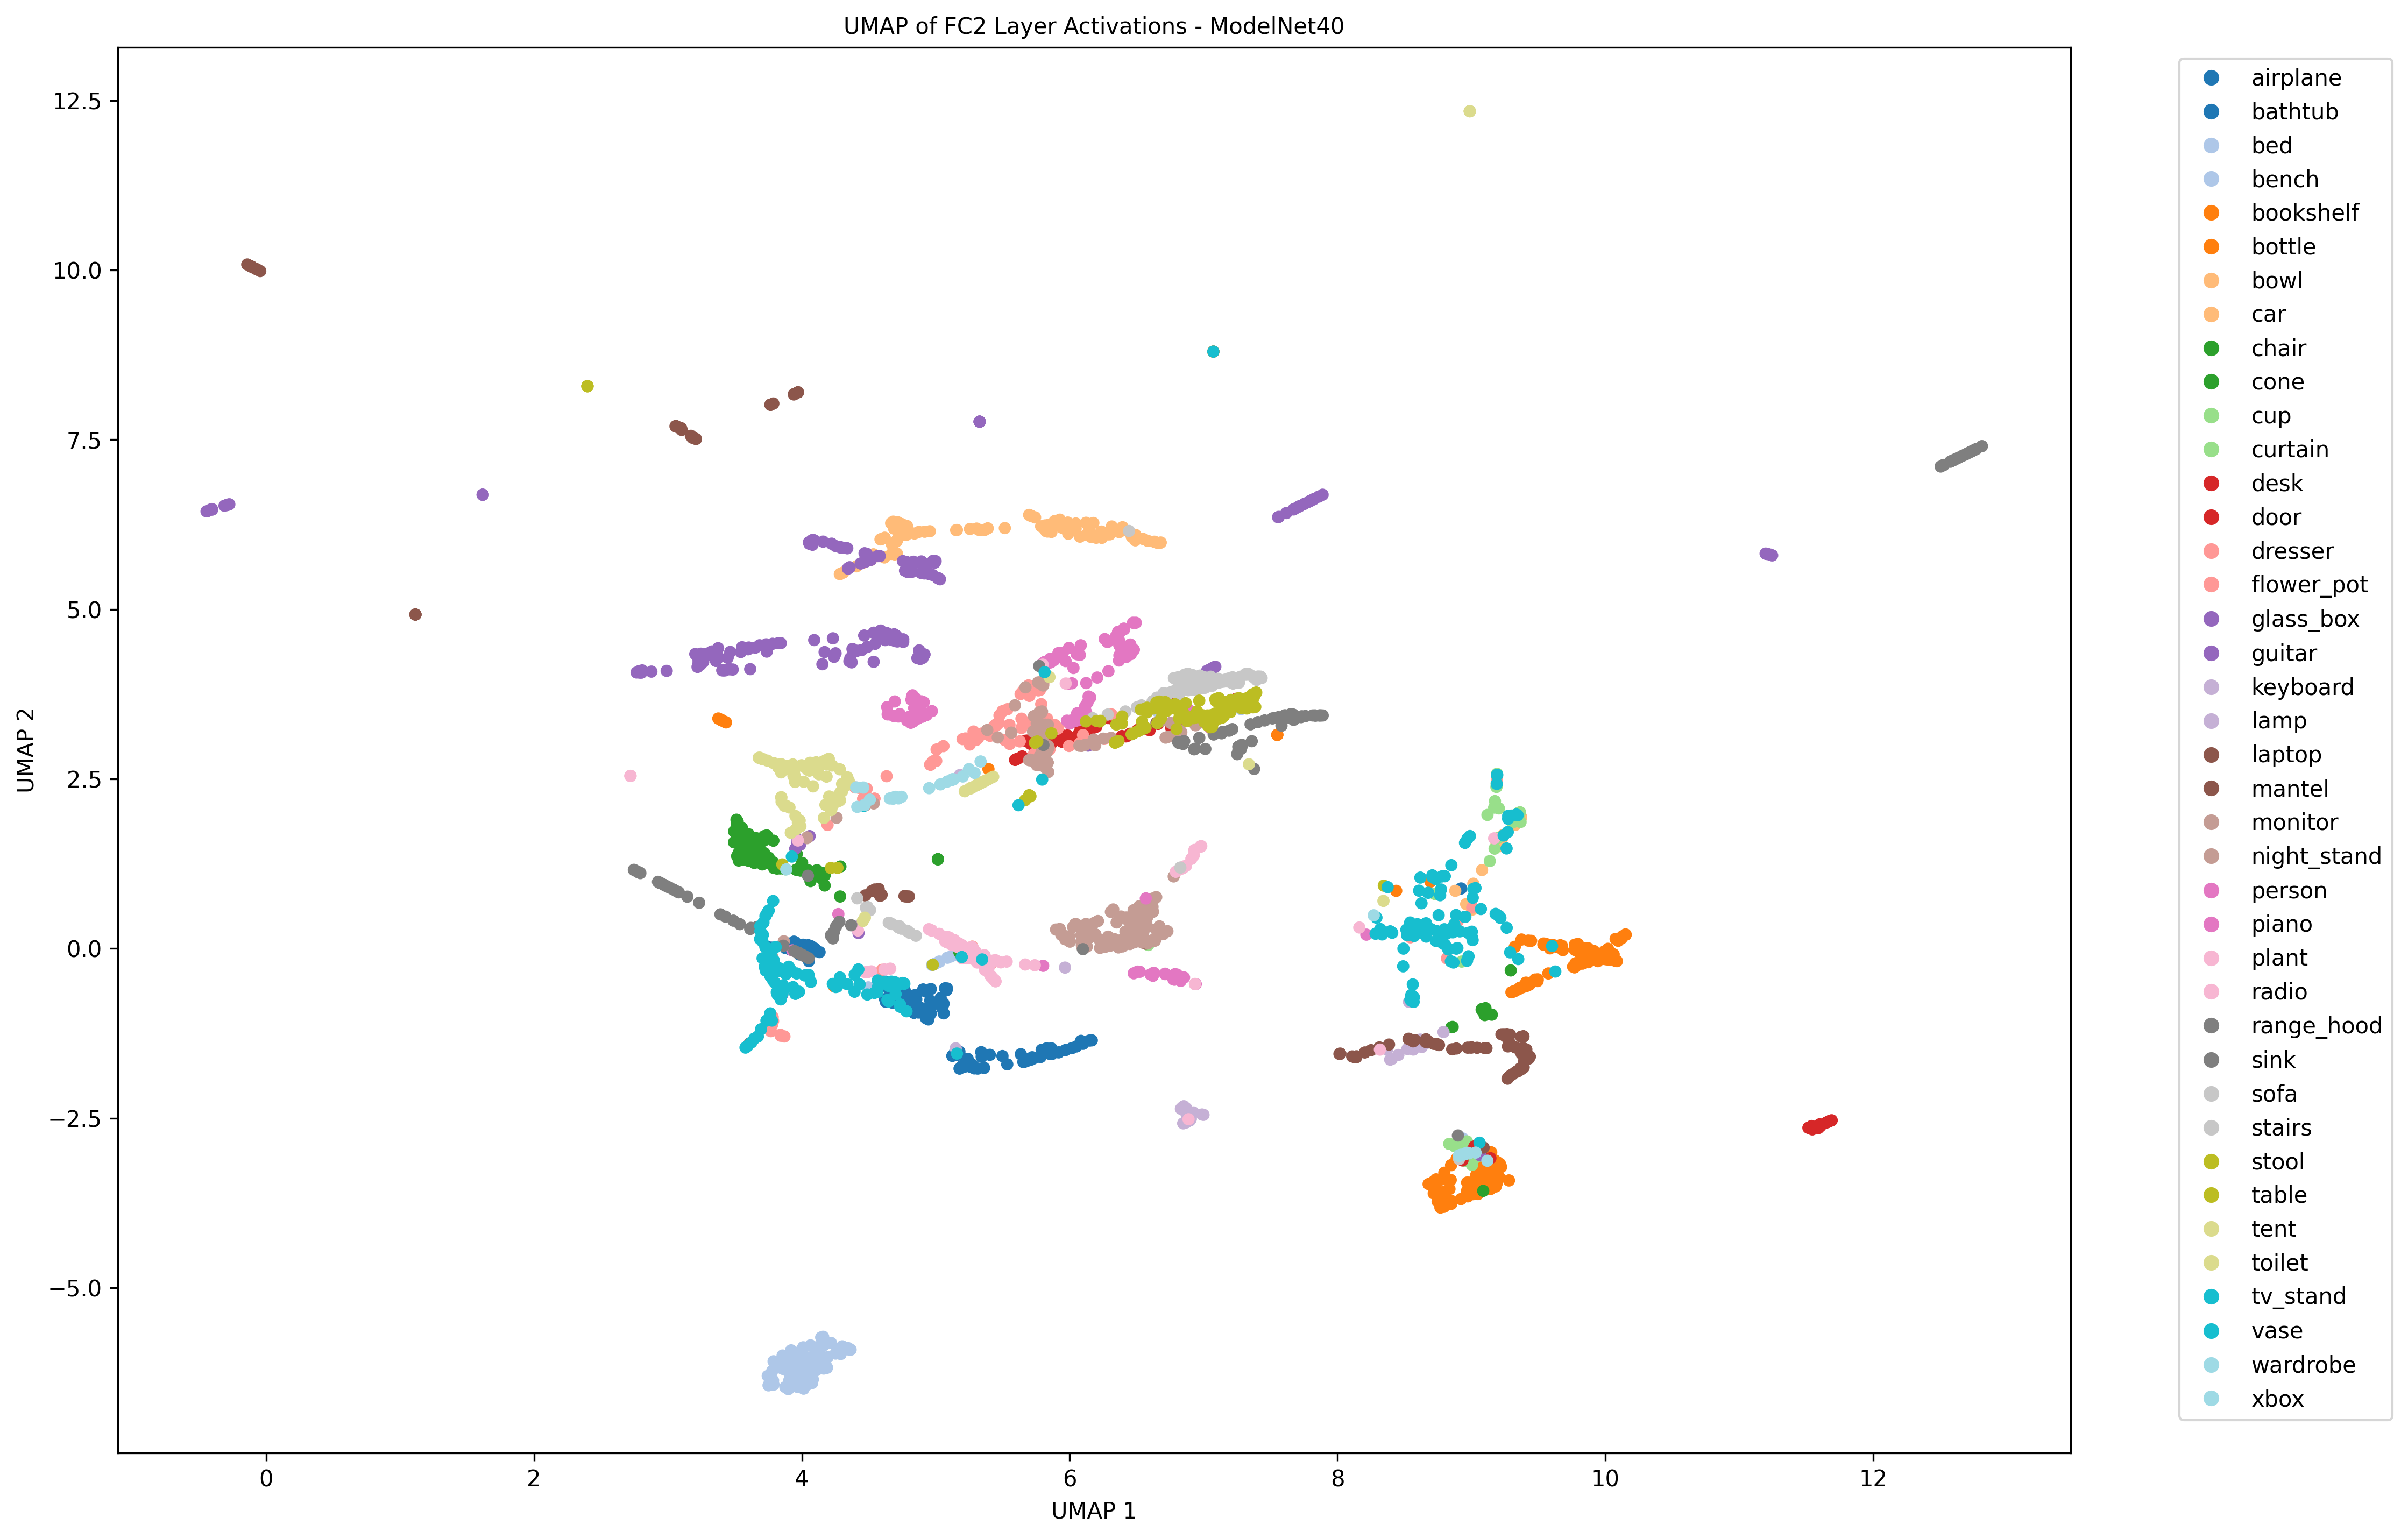 UMAP of FC2 Layer Activations - ModelNet40
12.5
10.0
7.5
5.0
2.5
0.0
−2.5
−5.0
UMAP 2
0 2 4 6 8 10 12
UMAP 1
airplane
bathtub
bed
bench
bookshelf
bottle
bowl
car
chair
cone
cup
curtain
desk
door
dresser
flower_pot
glass_box
guitar
keyboard
lamp
laptop
mantel
monitor
night_stand
person
piano
plant
radio
range_hood
sink
sofa
stairs
stool
table
tent
toilet
tv_stand
vase
wardrobe
xbox